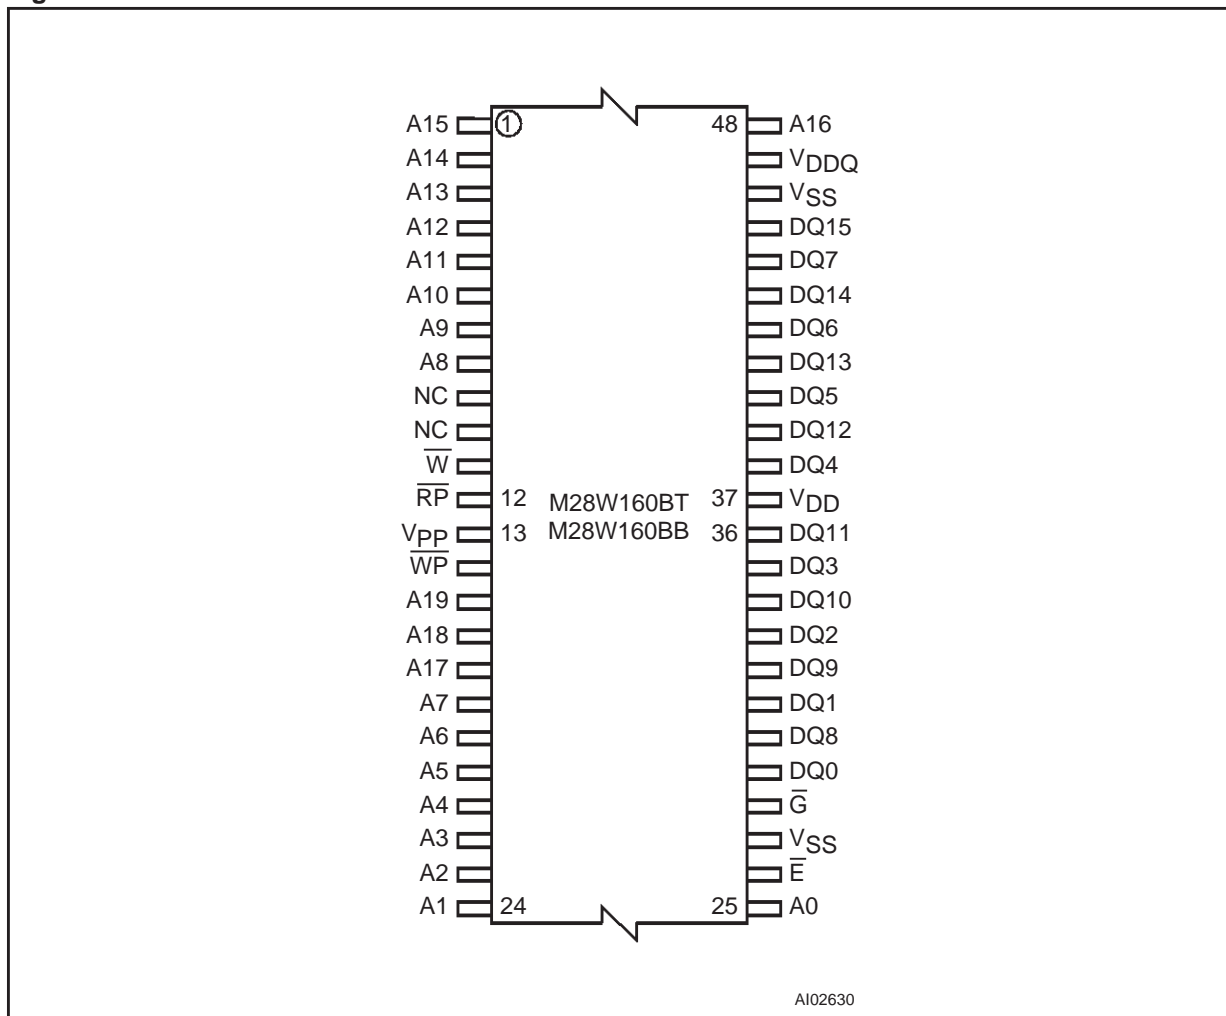 A15 1 48 A16
A14 VDDQ
A13 VSS
A12 DQ15
A11 DQ7
A10 DQ14
A9 DQ6
A8 DQ13
NC DQ5
NC DQ12
W̅ DQ4
R̅P̅ 12 M28W160BT 37 VDD
VPP 13 M28W160BB 36 DQ11
W̅P̅ DQ3
A19 DQ10
A18 DQ2
A17 DQ9
A7 DQ1
A6 DQ8
A5 DQ0
A4 G̅
A3 VSS
A2 E̅
A1 24 25 A0
AI02630